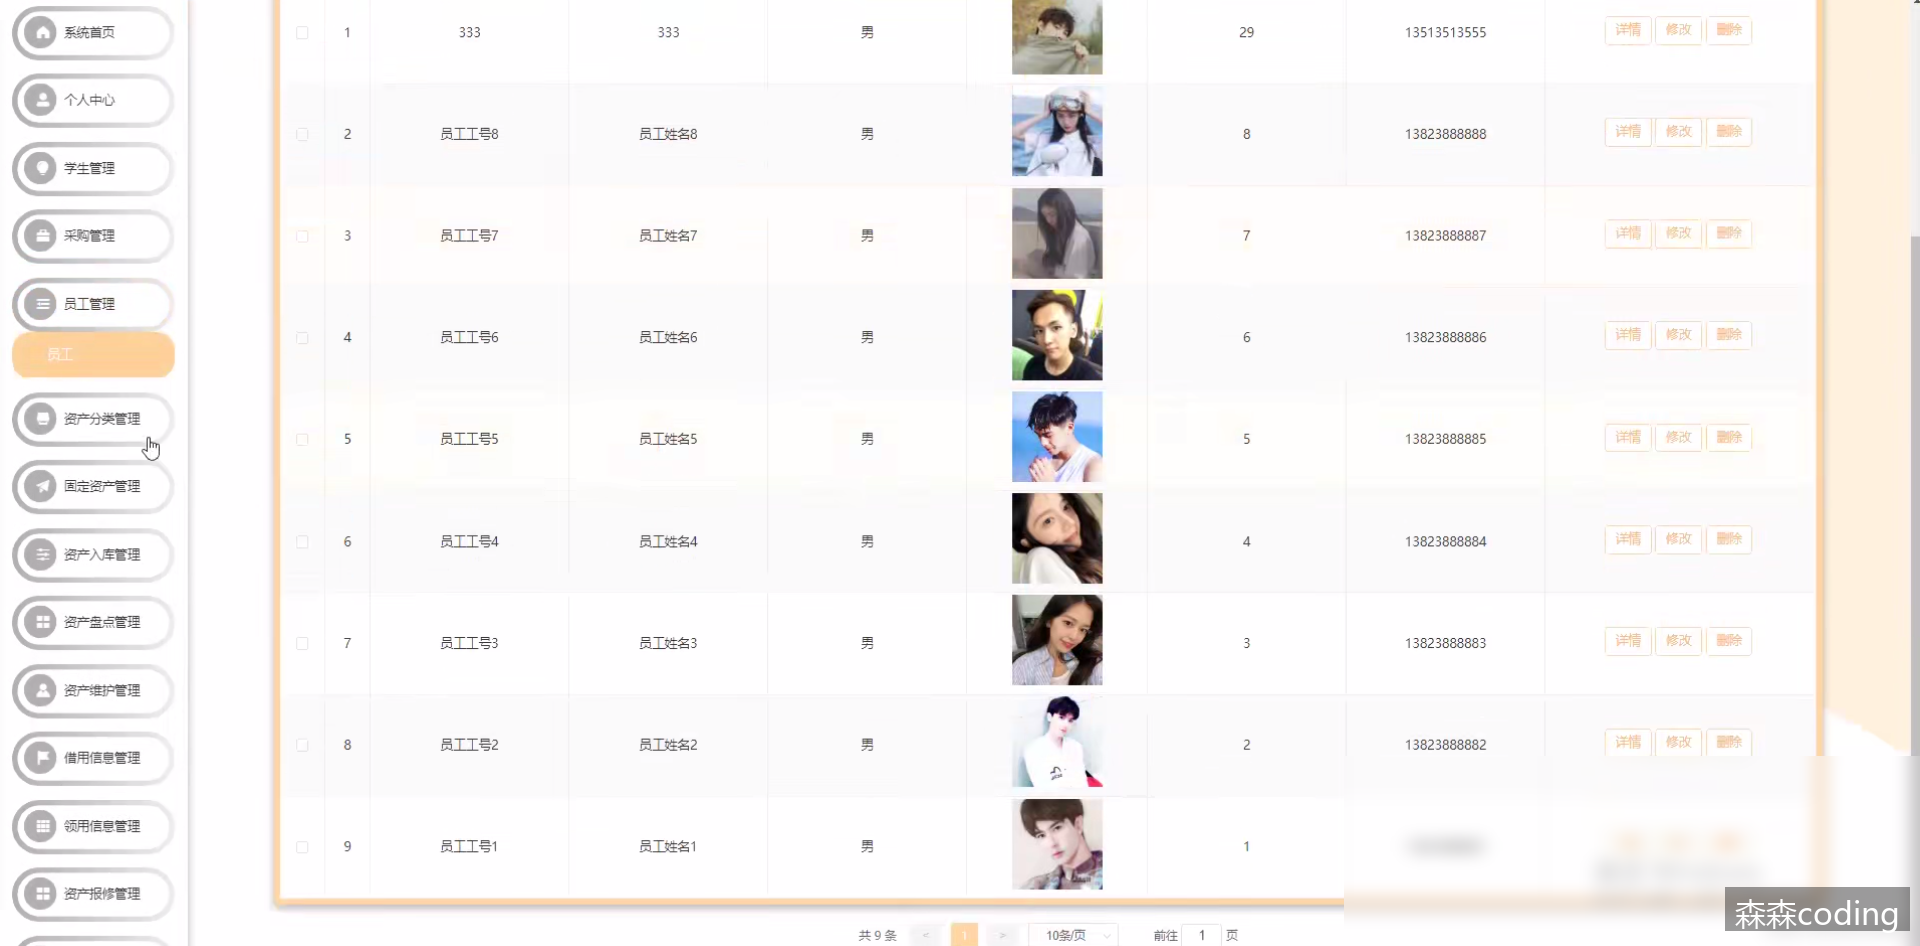 系统首页
个人中心
学生管理
采购管理
员工管理
员工
资产分类管理
固定资产管理
资产入库管理
资产盘点管理
资产维护管理
借用信息管理
领用信息管理
资产报修管理
1 333 333 男 29 13513513555 详情 修改 删除
2 员工工号8 员工姓名8 男 8 13823888888 详情 修改 删除
3 员工工号7 员工姓名7 男 7 13823888887 详情 修改 删除
4 员工工号6 员工姓名6 男 6 13823888886 详情 修改 删除
5 员工工号5 员工姓名5 男 5 13823888885 详情 修改 删除
6 员工工号4 员工姓名4 男 4 13823888884 详情 修改 删除
7 员工工号3 员工姓名3 男 3 13823888883 详情 修改 删除
8 员工工号2 员工姓名2 男 2 13823888882 详情 修改 删除
9 员工工号1 员工姓名1 男 1
共 9 条 < 1 > 10条/页 前往 1 页
森森coding